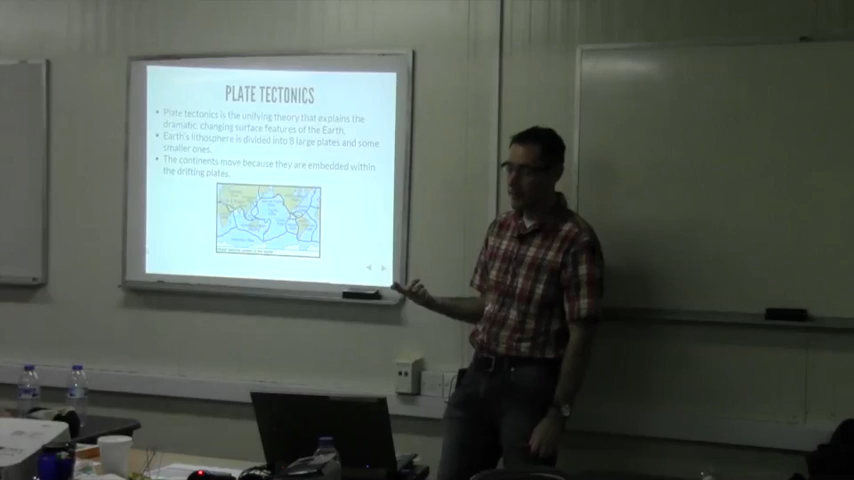 PLATE TECTONICS
• Plate tectonics is the unifying theory that explains the
dramatic, changing surface features of the Earth.
• Earth's lithosphere is divided into 8 large plates and some
smaller ones.
• The continents move because they are embedded within
the drifting plates.